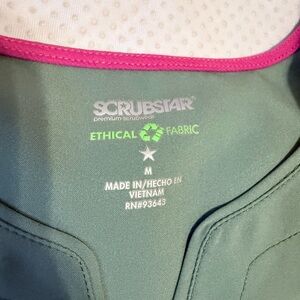 SCRUBSTAR
premium scrubwear
ETHICAL FABRIC
M
MADE IN/HECHO EN
VIETNAM
RN#93643